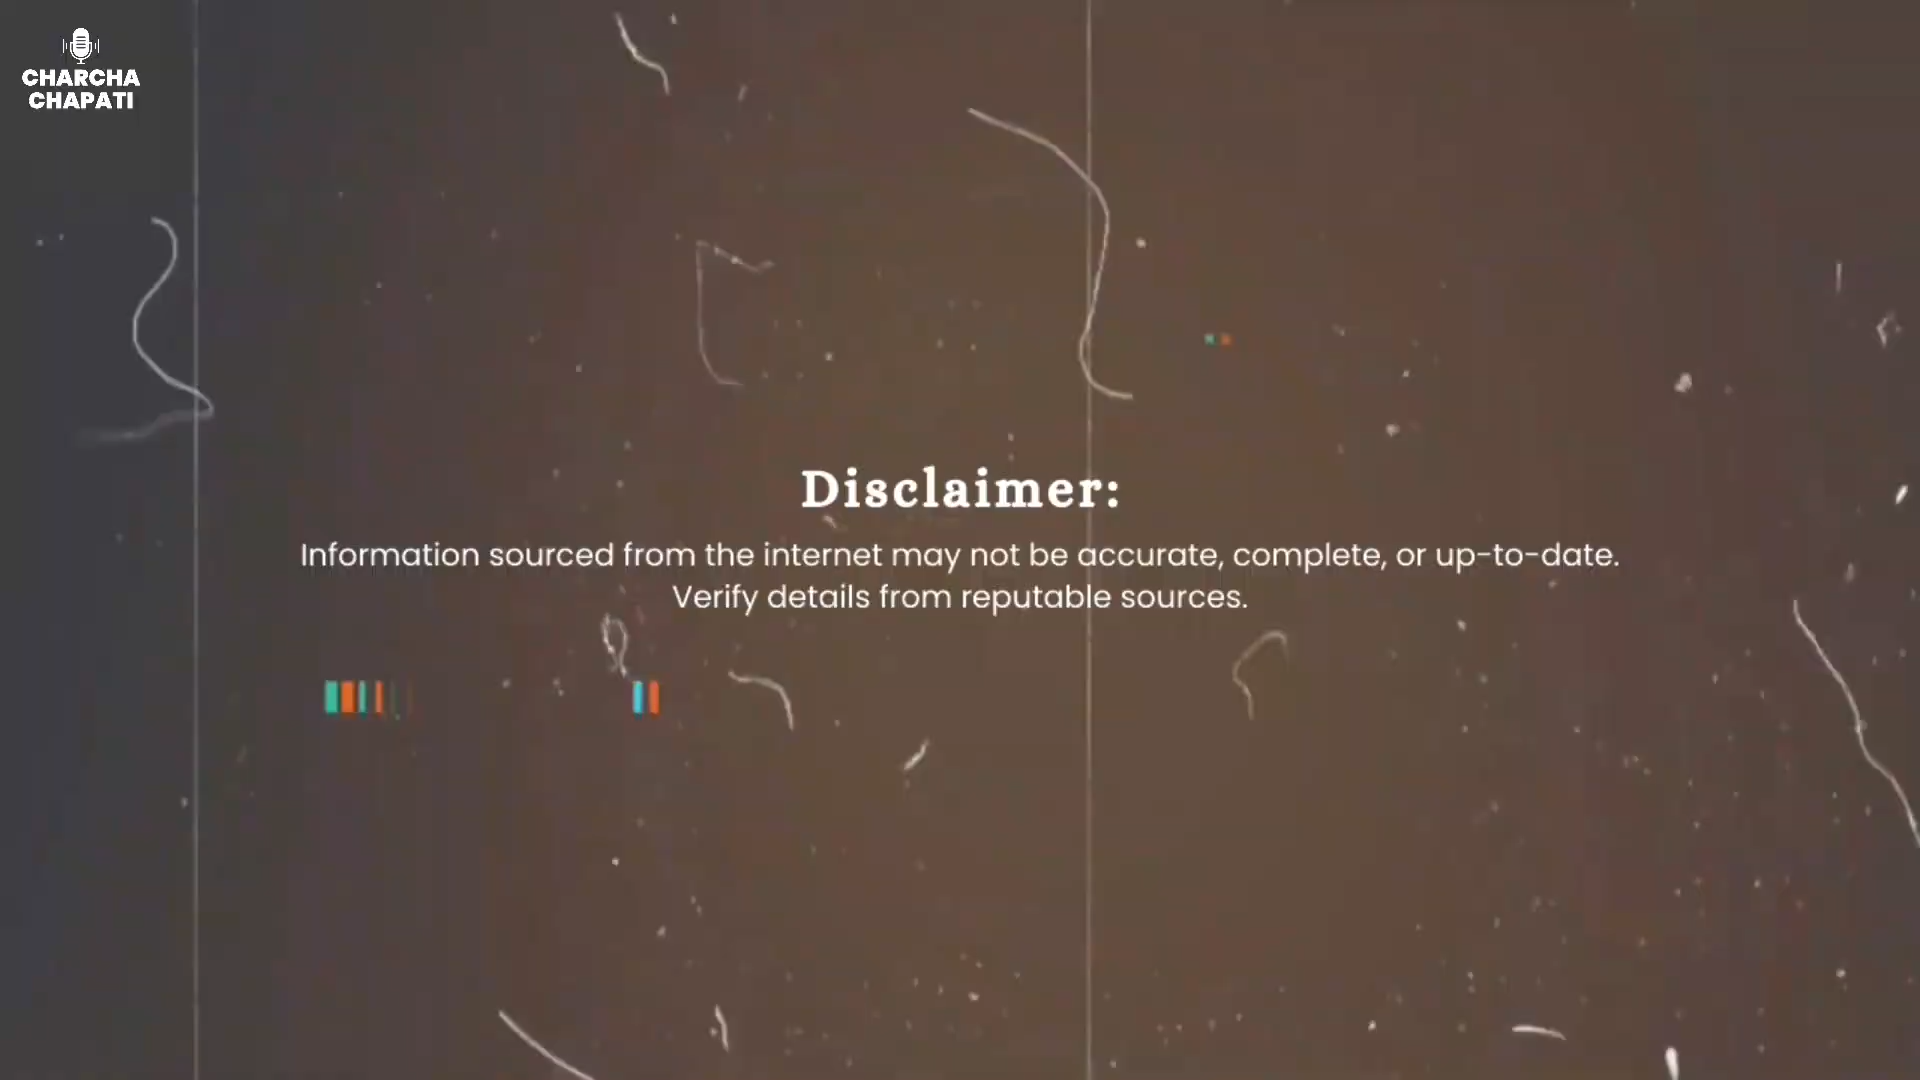 CHARCHA
CHAPATI
Disclaimer:
Information sourced from the internet may not be accurate, complete, or up-to-date.
Verify details from reputable sources.